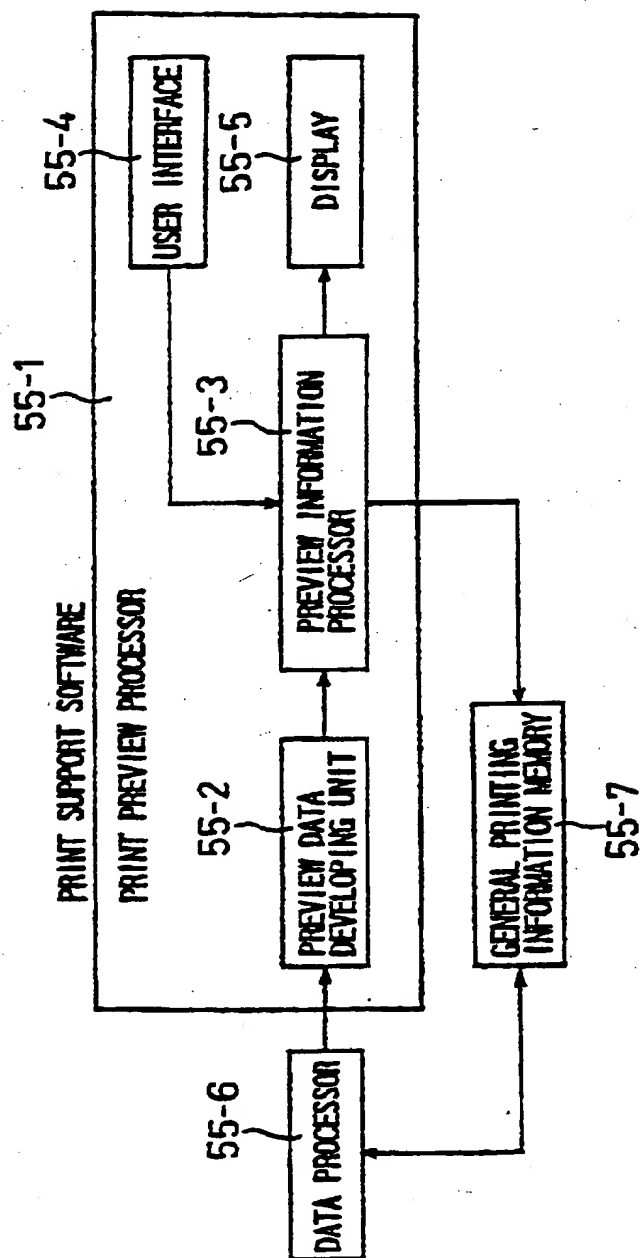 PRINT SUPPORT SOFTWARE
55-1
PRINT PREVIEW PROCESSOR
55-4
USER INTERFACE
55-6
DATA PROCESSOR
55-2
PREVIEW DATA
DEVELOPING UNIT
55-3
PREVIEW INFORMATION
PROCESSOR
55-5
DISPLAY
GENERAL PRINTING
INFORMATION MEMORY
55-7